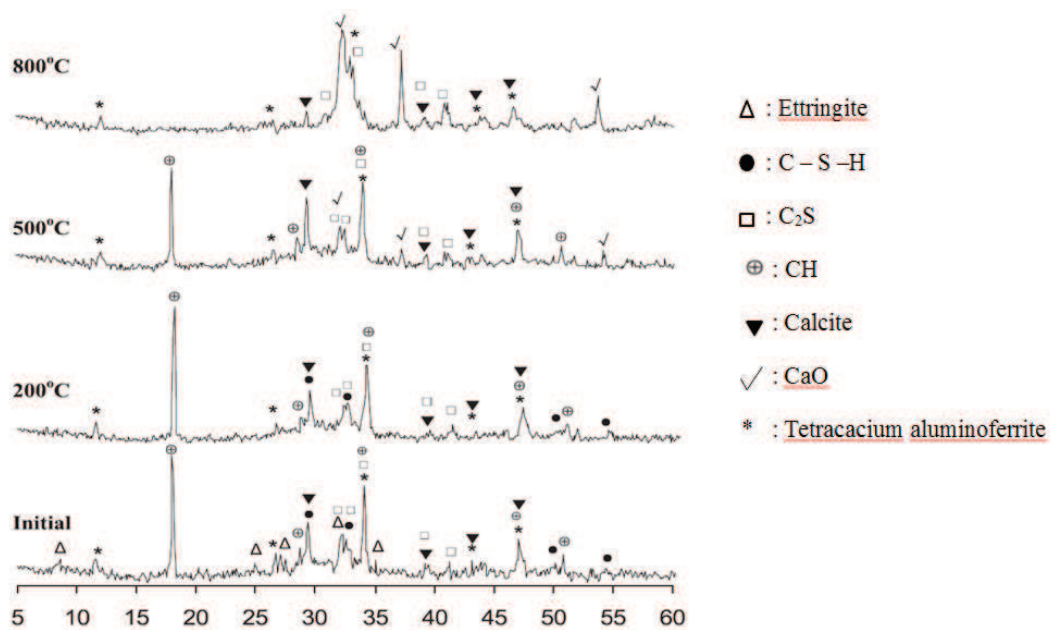 800°C
500°C
200°C
Initial
5 10 15 20 25 30 35 40 45 50 55 60
: Ettringite
: C – S –H
: C₂S
: CH
: Calcite
: CaO
* : Tetracacium aluminoferrite